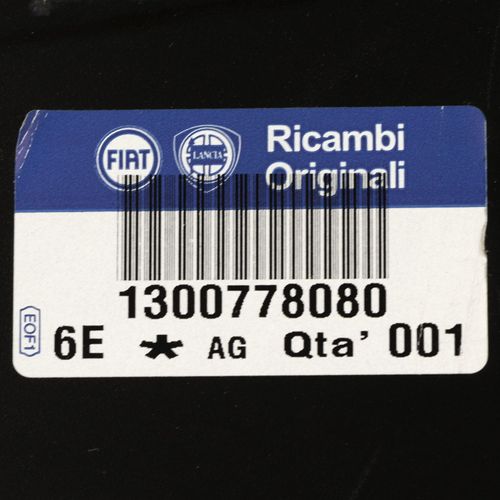 FIAT
LANCIA
Ricambi
Originali
1300778080
EOF1
6E * AG Qta' 001